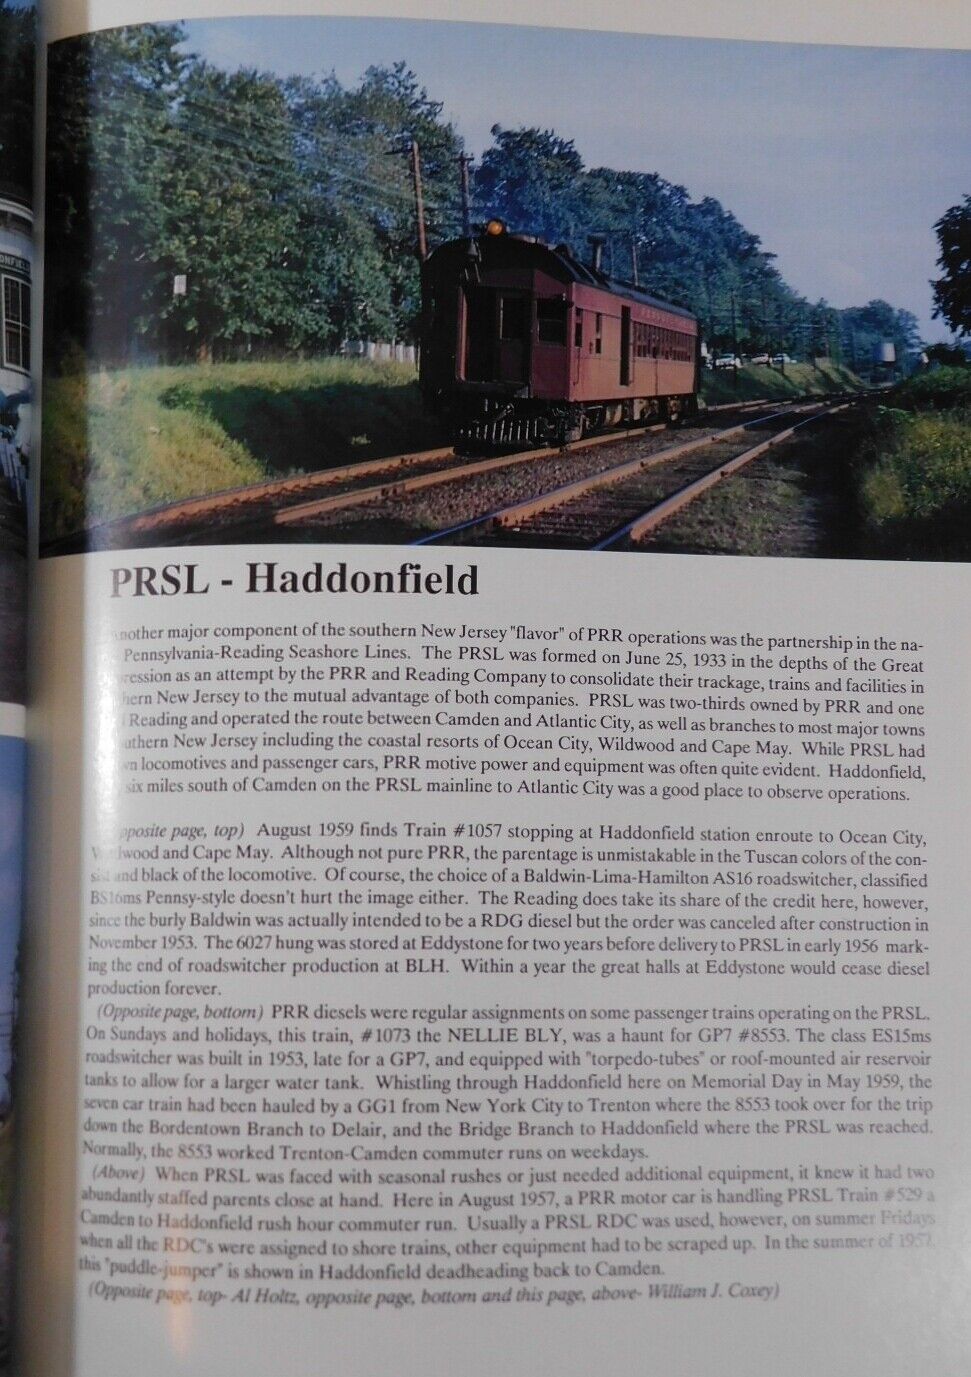 ONFIELD
PENNSYLVANIA
PRSL - Haddonfield
nother major component of the southern New Jersey "flavor" of PRR operations was the partnership in the na-
Pennsylvania-Reading Seashore Lines. The PRSL was formed on June 25, 1933 in the depths of the Great
ression as an attempt by the PRR and Reading Company to consolidate their trackage, trains and facilities in
hern New Jersey to the mutual advantage of both companies. PRSL was two-thirds owned by PRR and one
Reading and operated the route between Camden and Atlantic City, as well as branches to most major towns
uthern New Jersey including the coastal resorts of Ocean City, Wildwood and Cape May. While PRSL had
wn locomotives and passenger cars, PRR motive power and equipment was often quite evident. Haddonfield,
six miles south of Camden on the PRSL mainline to Atlantic City was a good place to observe operations.
pposite page, top) August 1959 finds Train #1057 stopping at Haddonfield station enroute to Ocean City,
Wildwood and Cape May. Although not pure PRR, the parentage is unmistakable in the Tuscan colors of the con-
sist and black of the locomotive. Of course, the choice of a Baldwin-Lima-Hamilton AS16 roadswitcher, classified
BS16ms Pennsy-style doesn't hurt the image either. The Reading does take its share of the credit here, however,
since the burly Baldwin was actually intended to be a RDG diesel but the order was canceled after construction in
November 1953. The 6027 hung was stored at Eddystone for two years before delivery to PRSL in early 1956 mark-
ing the end of roadswitcher production at BLH. Within a year the great halls at Eddystone would cease diesel
production forever.
(Opposite page, bottom) PRR diesels were regular assignments on some passenger trains operating on the PRSL.
On Sundays and holidays, this train, #1073 the NELLIE BLY, was a haunt for GP7 #8553. The class ES15ms
roadswitcher was built in 1953, late for a GP7, and equipped with "torpedo-tubes" or roof-mounted air reservoir
tanks to allow for a larger water tank. Whistling through Haddonfield here on Memorial Day in May 1959, the
seven car train had been hauled by a GG1 from New York City to Trenton where the 8553 took over for the trip
down the Bordentown Branch to Delair, and the Bridge Branch to Haddonfield where the PRSL was reached.
Normally, the 8553 worked Trenton-Camden commuter runs on weekdays.
(Above) When PRSL was faced with seasonal rushes or just needed additional equipment, it knew it had two
abundantly staffed parents close at hand. Here in August 1957, a PRR motor car is handling PRSL Train #529 a
Camden to Haddonfield rush hour commuter run. Usually a PRSL RDC was used, however, on summer Fridays
when all the RDC's were assigned to shore trains, other equipment had to be scraped up. In the summer of 1957,
this "puddle-jumper" is shown in Haddonfield deadheading back to Camden.
(Opposite page, top- Al Holtz, opposite page, bottom and this page, above- William J. Coxey)